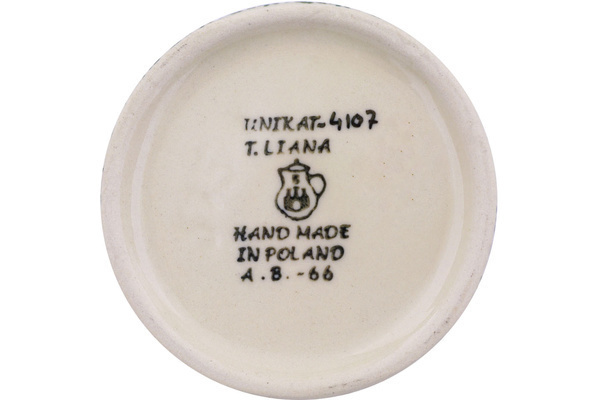 UNIKAT-4107
T. LIANA
HAND MADE
IN POLAND
A.B.-66